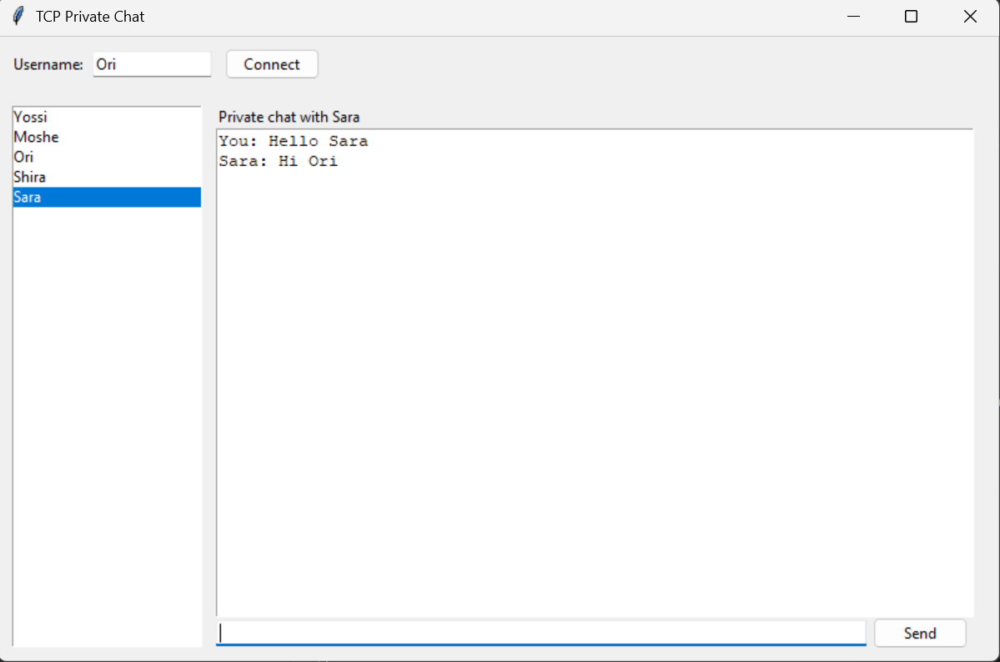 TCP Private Chat
Username: Ori Connect
Yossi
Moshe
Ori
Shira
Sara
Private chat with Sara
You: Hello Sara
Sara: Hi Ori
Send